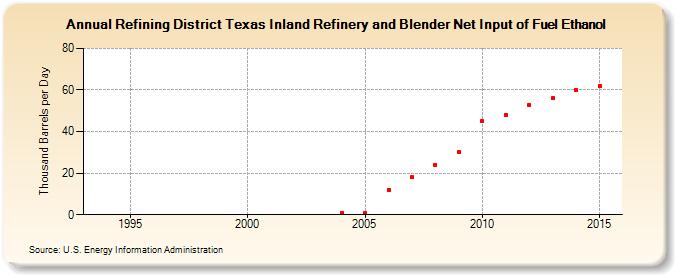 Annual Refining District Texas Inland Refinery and Blender Net Input of Fuel Ethanol
Thousand Barrels per Day
80
60
40
20
0
1995 2000 2005 2010 2015
Source: U.S. Energy Information Administration